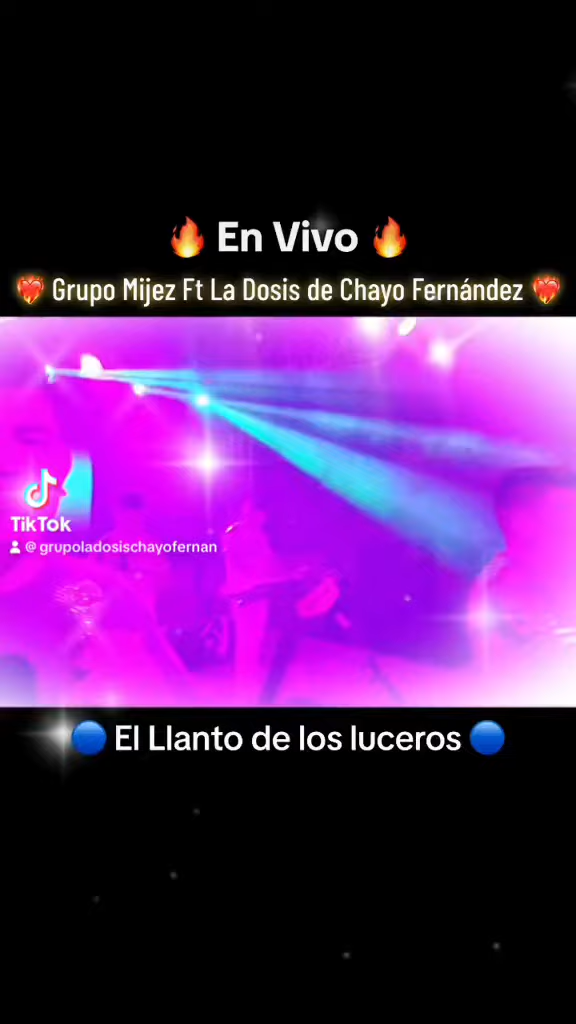 🔥 En Vivo 🔥
❤️‍🔥 Grupo Mijez Ft La Dosis de Chayo Fernández ❤️‍🔥
TikTok
@grupoladosischayofernan
🔵 El Llanto de los luceros 🔵